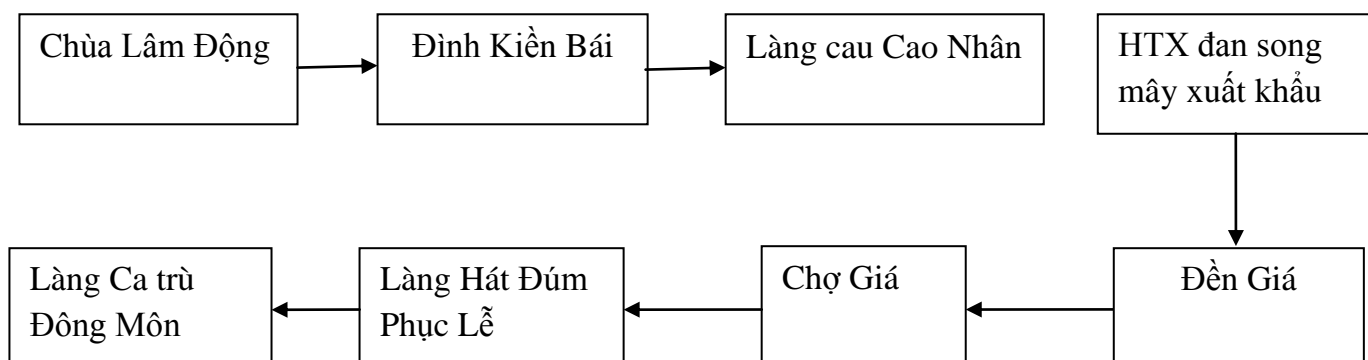 Chùa Lâm Động
Đình Kiền Bái
Làng cau Cao Nhân
HTX đan song
mây xuất khẩu
Đền Giá
Chợ Giá
Làng Hát Đúm
Phục Lễ
Làng Ca trù
Đông Môn